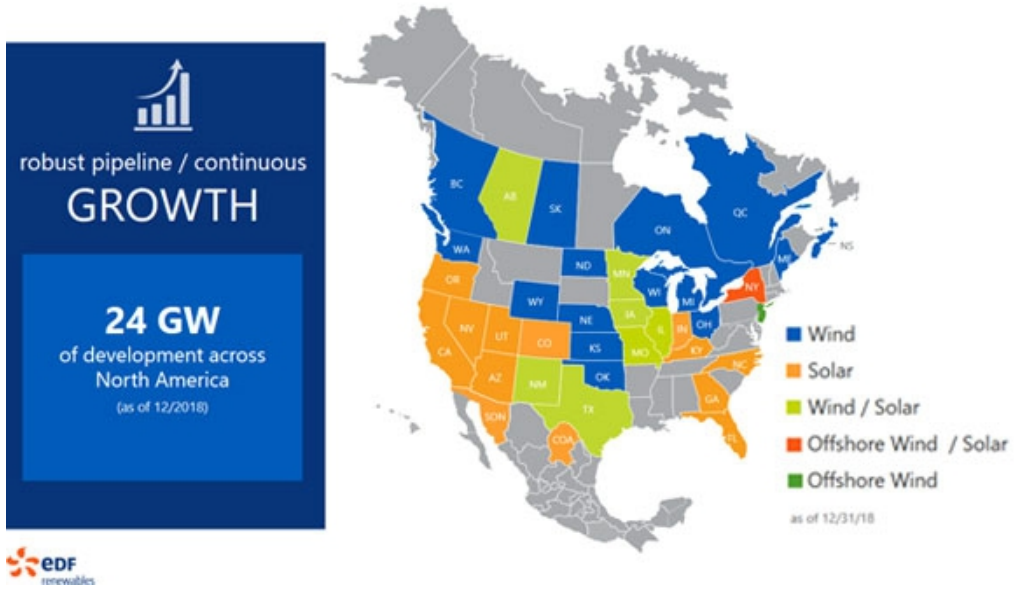 robust pipeline / continuous
GROWTH
24 GW
of development across
North America
(as of 12/2018)
eDF
renewables
BC
AB
SK
ON
QC
NS
ME
WA
ND
MN
WI
MI
NY
OR
WY
IA
NE
IL
IN
OH
NV
UT
CO
KS
MO
KY
CA
AZ
NM
OK
NC
TX
GA
SON
COA
FL
Wind
Solar
Wind / Solar
Offshore Wind / Solar
Offshore Wind
as of 12/31/18